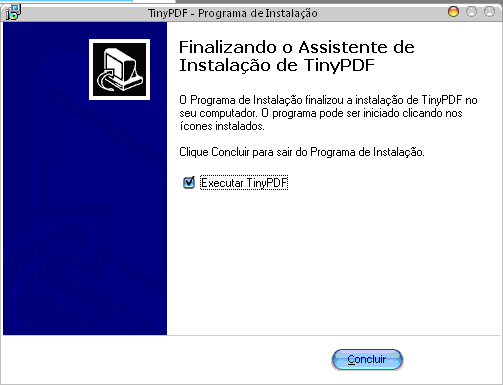 TinyPDF - Programa de Instalação
Finalizando o Assistente de
Instalação de TinyPDF
O Programa de Instalação finalizou a instalação de TinyPDF no
seu computador. O programa pode ser iniciado clicando nos
ícones instalados.
Clique Concluir para sair do Programa de Instalação.
Executar TinyPDF
Concluir